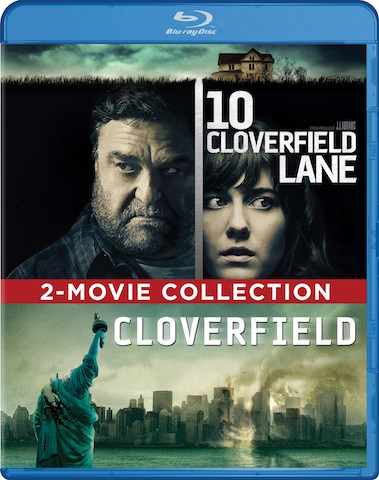 Blu-ray Disc
10
CLOVERFIELD
LANE
J.J. ABRAMS
2-MOVIE COLLECTION
CLOVERFIELD